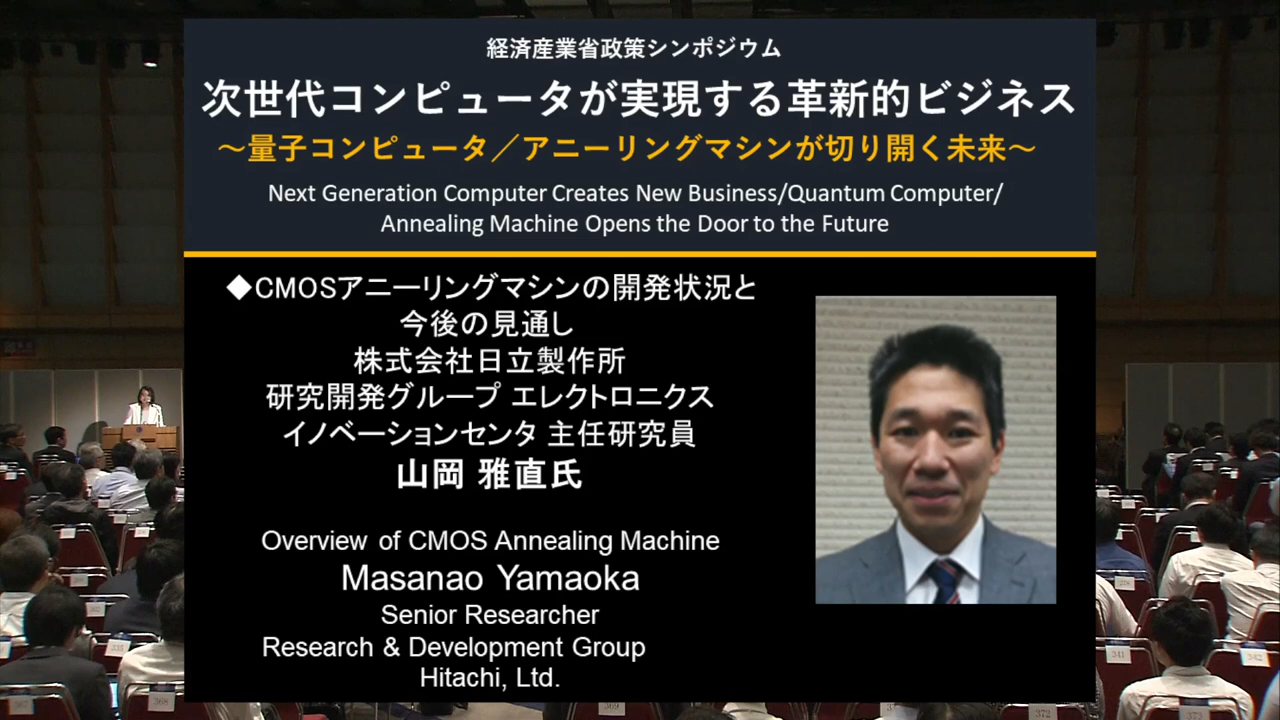 経済産業省政策シンポジウム
次世代コンピュータが実現する革新的ビジネス
～量子コンピュータ／アニーリングマシンが切り開く未来～
Next Generation Computer Creates New Business/Quantum Computer/
Annealing Machine Opens the Door to the Future
◆CMOSアニーリングマシンの開発状況と
今後の見通し
株式会社日立製作所
研究開発グループ エレクトロニクス
イノベーションセンタ 主任研究員
山岡 雅直氏
Overview of CMOS Annealing Machine
Masanao Yamaoka
Senior Researcher
Research & Development Group
Hitachi, Ltd.
341
342
368
369
372